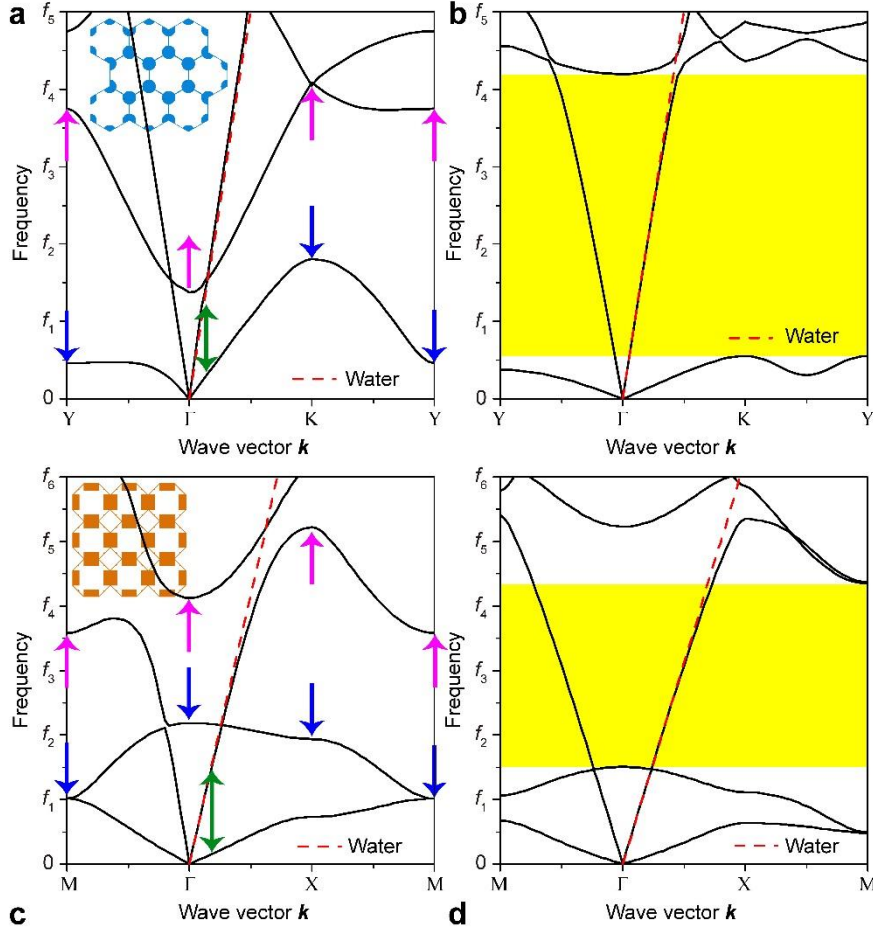 a
f5
f4
f3
f2
f1
0
Frequency
Water
Y
Γ
K
Y
Wave vector k
b
f5
f4
f3
f2
f1
0
Frequency
Water
Y
Γ
K
Y
Wave vector k
f6
f5
f4
f3
f2
f1
0
Frequency
Water
M
Γ
X
M
Wave vector k
c
f6
f5
f4
f3
f2
f1
0
Frequency
Water
M
Γ
X
M
Wave vector k
d